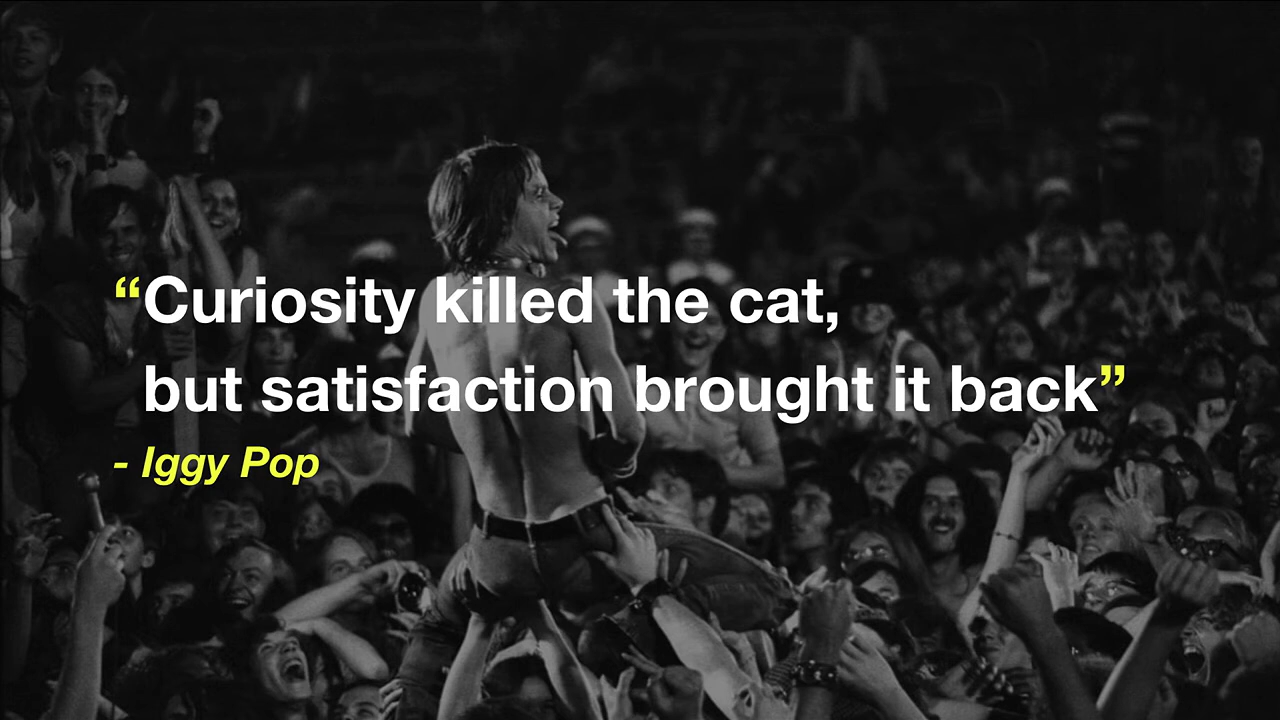 “Curiosity killed the cat,
but satisfaction brought it back”
- Iggy Pop